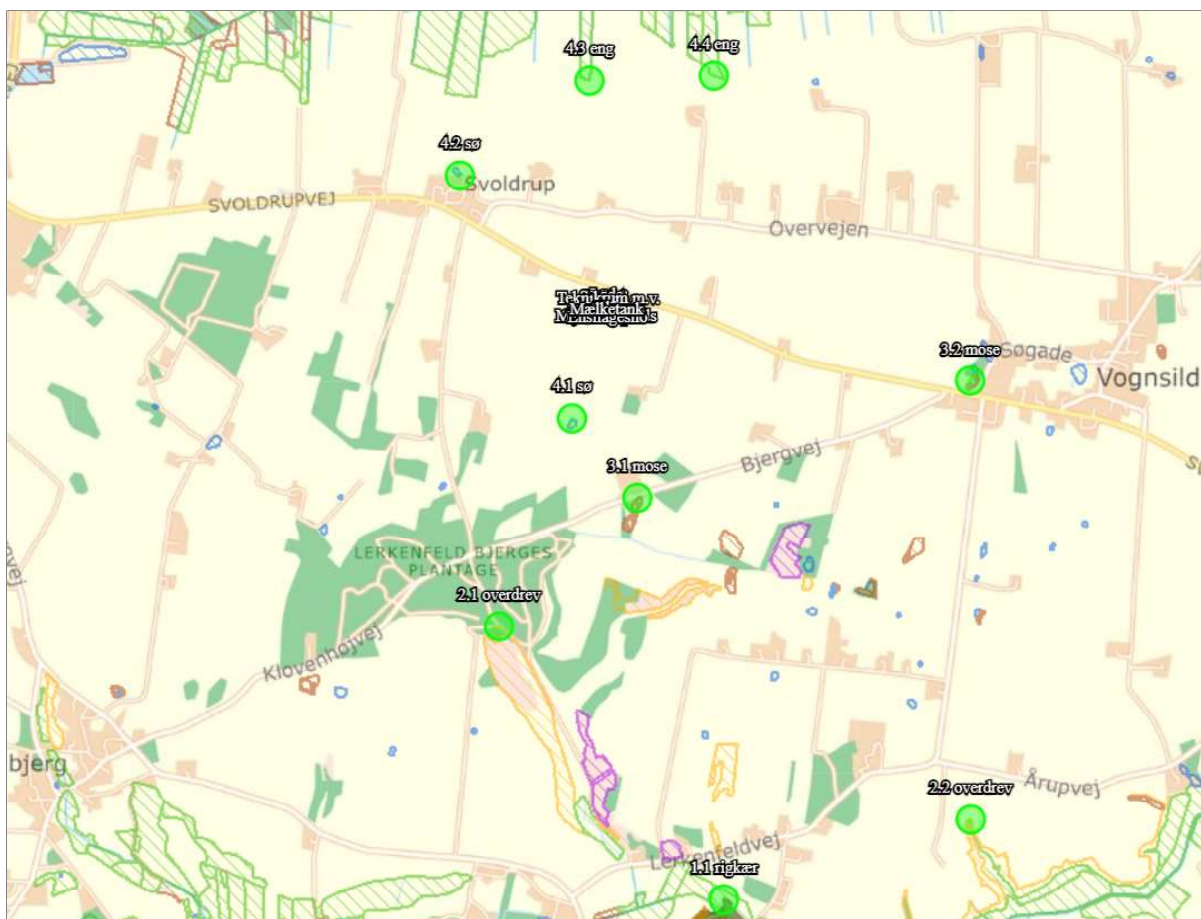 4.3 eng
4.4 eng
4.2 sø
Svoldrup
SVOLDRUPVEJ
Overvejen
Mælketank
3.2 mose
Søgade
Vognsild
4.1 sø
3.1 mose
Bjergvej
LERKENFELD BJERGES
PLANTAGE
2.1 overdrev
Klovenhøjvej
bjerg
2.2 overdrev
Årupvej
Lerkenfeldvej
1.1 rigkær